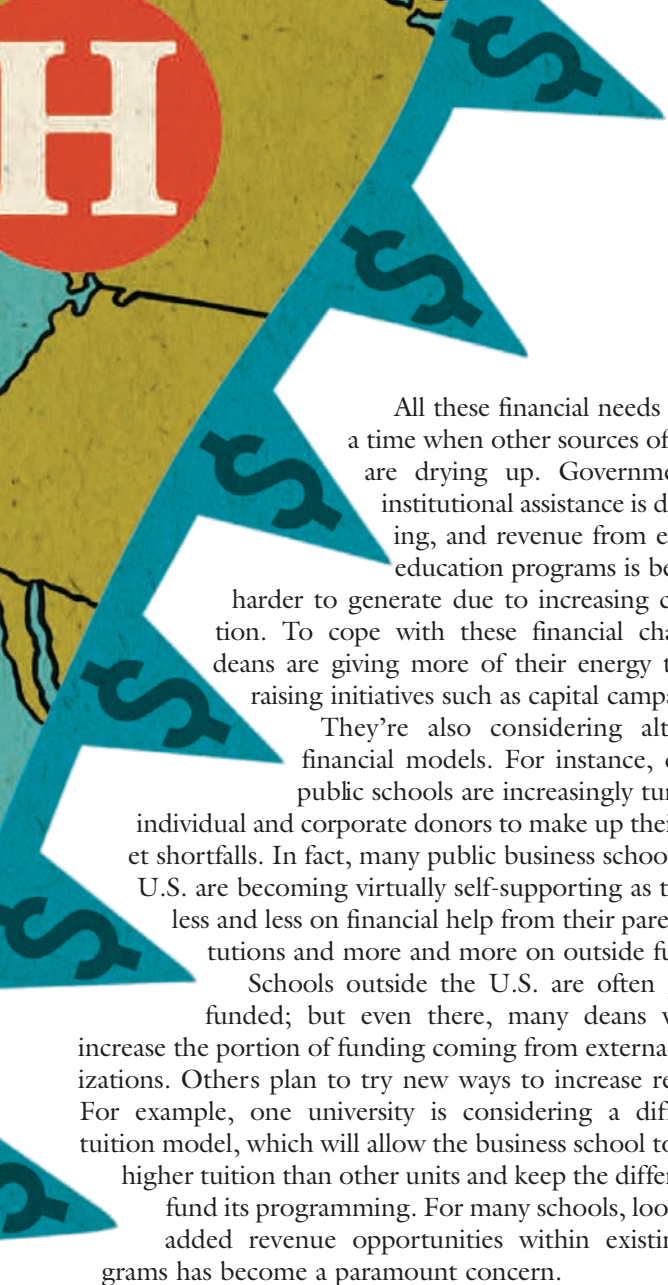 H
$
$
$
$
$
$
All these financial needs
a time when other sources of
are drying up. Governme
institutional assistance is d
ing, and revenue from e
education programs is be
harder to generate due to increasing c
tion. To cope with these financial cha
deans are giving more of their energy t
raising initiatives such as capital campa
They’re also considering alt
financial models. For instance,
public schools are increasingly tur
individual and corporate donors to make up thei
et shortfalls. In fact, many public business schoo
U.S. are becoming virtually self-supporting as t
less and less on financial help from their pare
tutions and more and more on outside fu
Schools outside the U.S. are often
funded; but even there, many deans w
increase the portion of funding coming from externa
izations. Others plan to try new ways to increase re
For example, one university is considering a diff
tuition model, which will allow the business school to
higher tuition than other units and keep the differ
fund its programming. For many schools, loo
added revenue opportunities within existin
grams has become a paramount concern.